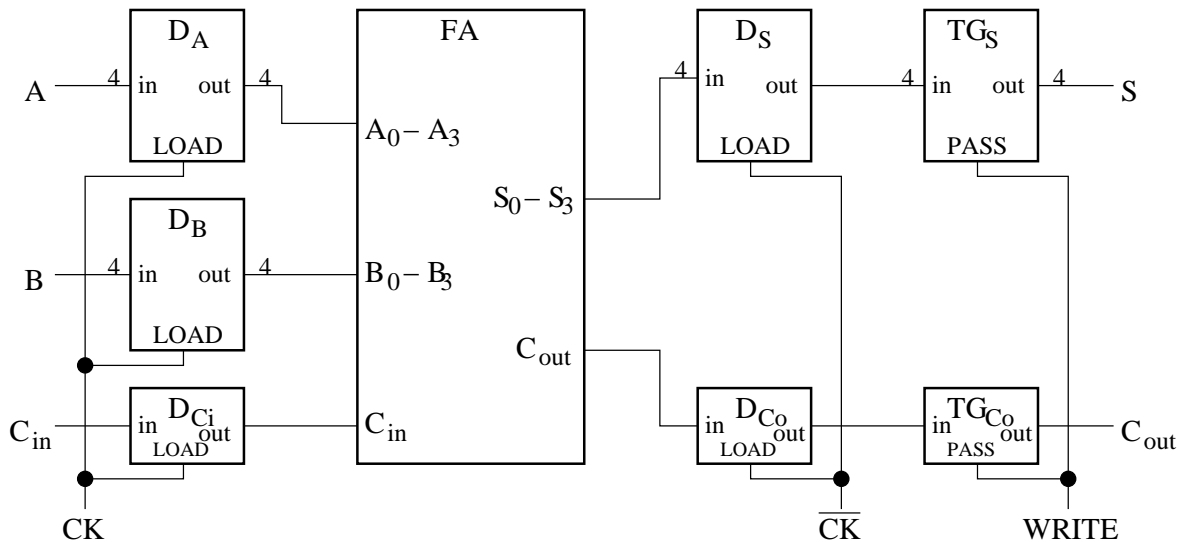 D_A
FA
D_S
TG_S
A
4
in
out
4
4
in
out
4
in
out
4
S
LOAD
A_0 – A_3
LOAD
PASS
S_0 – S_3
D_B
B
4
in
out
4
B_0 – B_3
LOAD
C_out
D_Ci
D_Co
TG_Co
C_in
in
out
C_in
in
out
in
out
C_out
LOAD
LOAD
PASS
CK
C̅K̅
WRITE